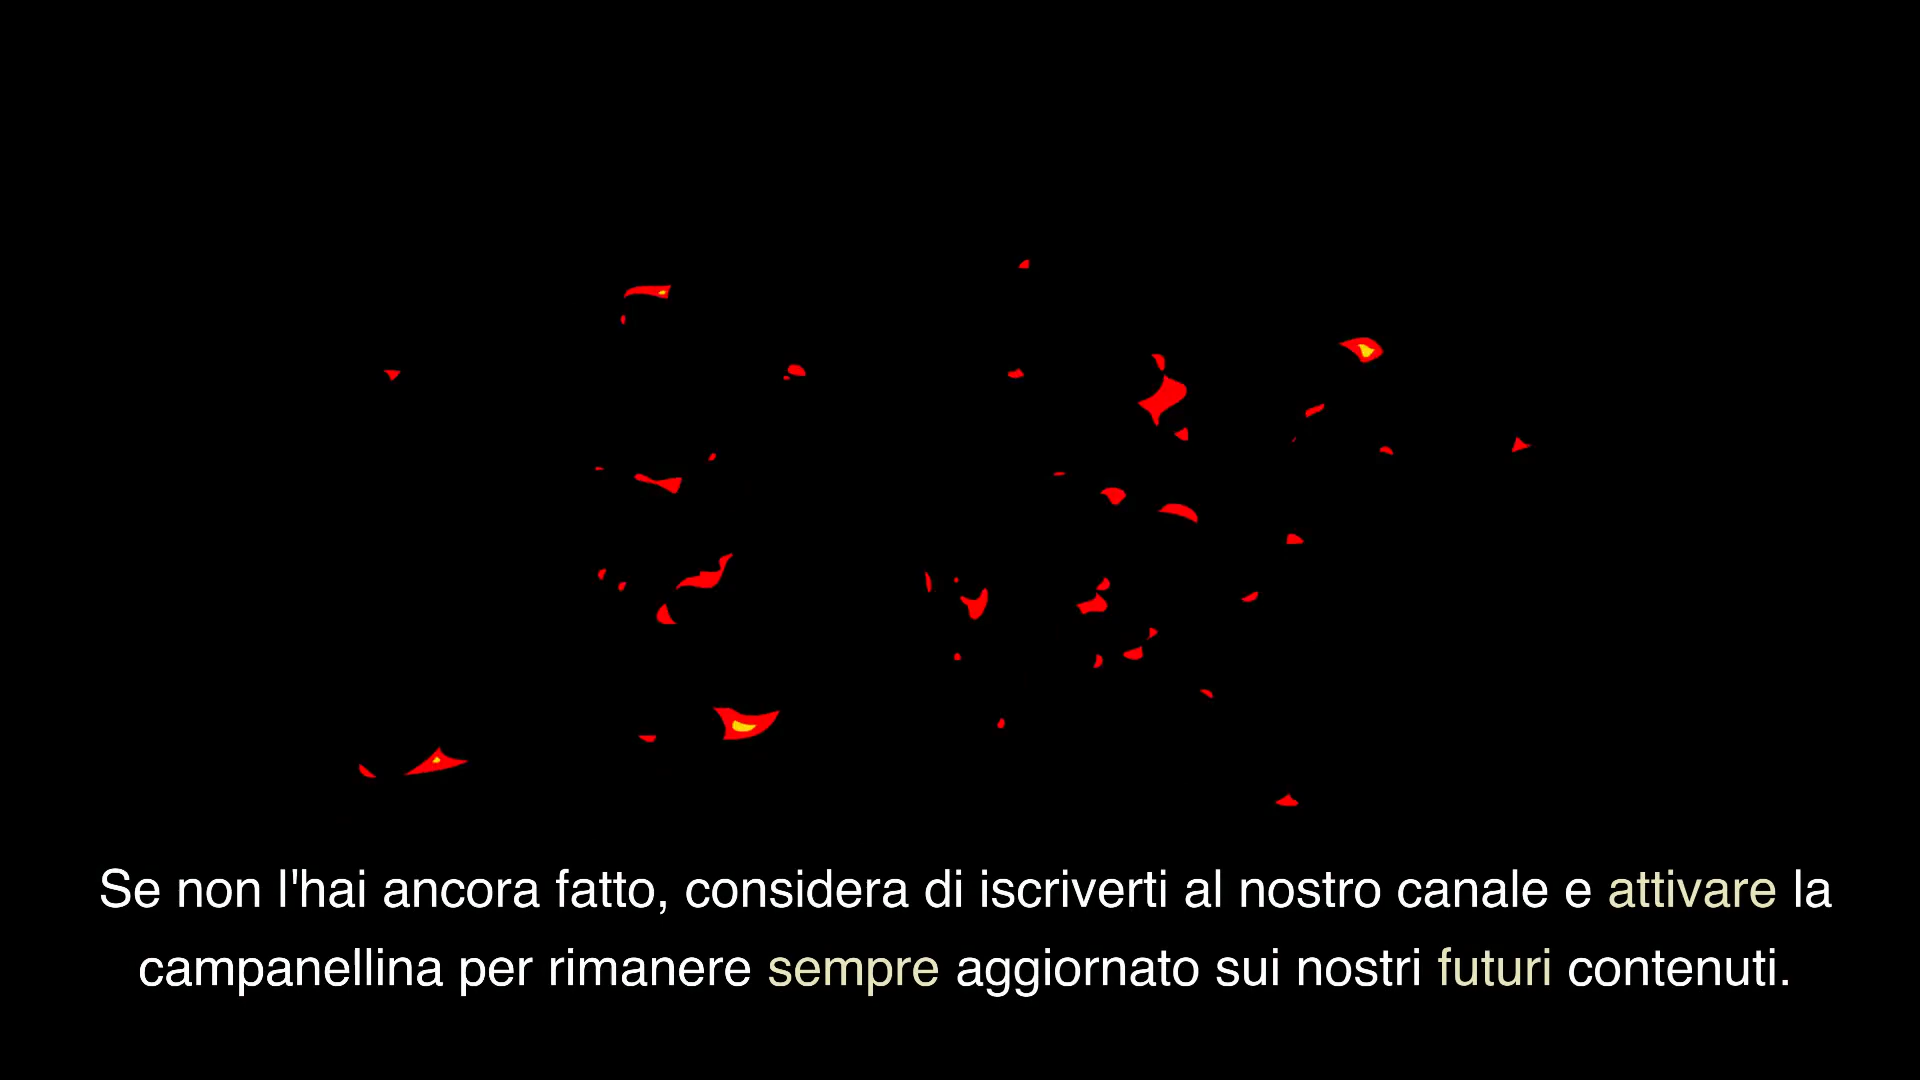 Se non l'hai ancora fatto, considera di iscriverti al nostro canale e attivare la
campanellina per rimanere sempre aggiornato sui nostri futuri contenuti.